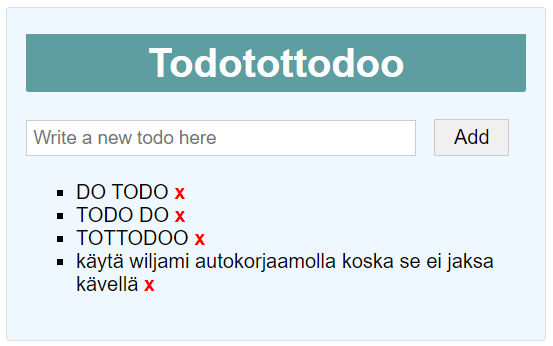 Todotottodoo
Write a new todo here
Add
DO TODO x
TODO DO x
TOTTODOO x
käytä wiljami autokorjaamolla koska se ei jaksa
kävellä x